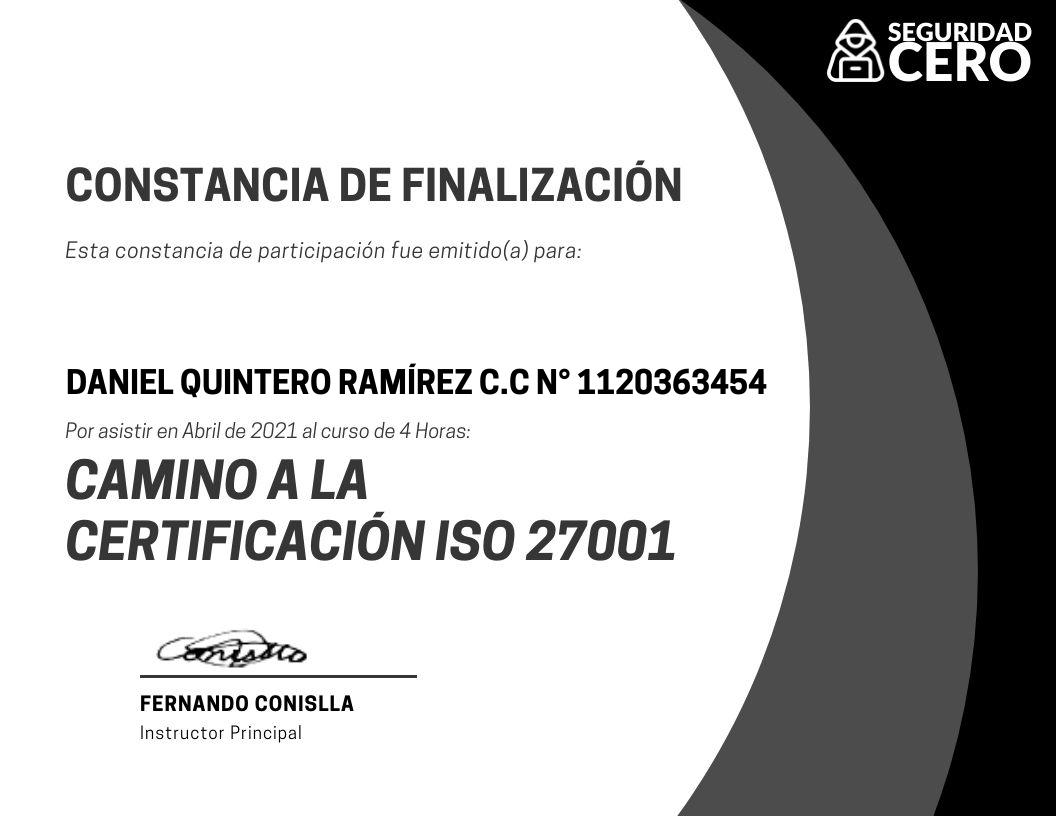 SEGURIDAD
CERO
CONSTANCIA DE FINALIZACIÓN
Esta constancia de participación fue emitido(a) para:
DANIEL QUINTERO RAMÍREZ C.C N° 1120363454
Por asistir en Abril de 2021 al curso de 4 Horas:
CAMINO A LA
CERTIFICACIÓN ISO 27001
Conislla
FERNANDO CONISLLA
Instructor Principal